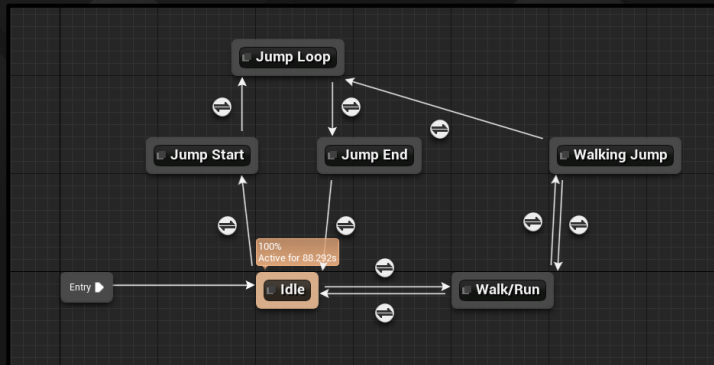 Jump Loop
Jump Start
Jump End
Walking Jump
100%
Active for 88.292s
Entry
Idle
Walk/Run